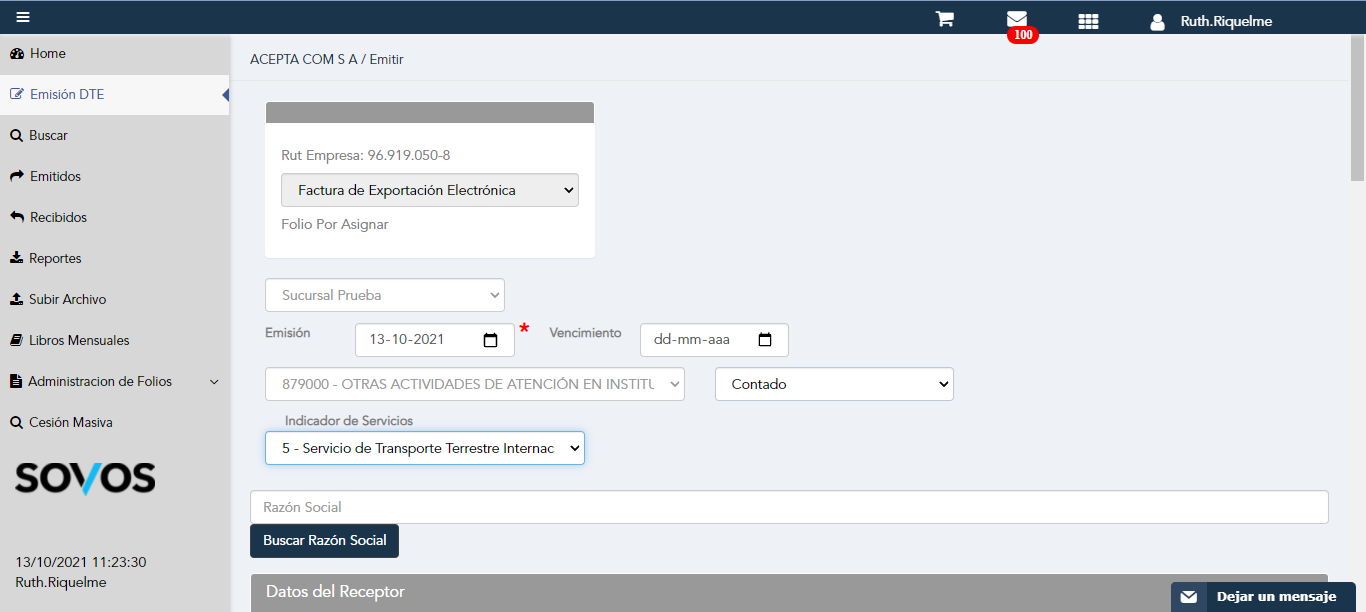 100
Ruth.Riquelme
Home
Emisión DTE
Buscar
Emitidos
Recibidos
Reportes
Subir Archivo
Libros Mensuales
Administracion de Folios
Cesión Masiva
SOVOS
13/10/2021 11:23:30
Ruth.Riquelme
ACEPTA COM S A / Emitir
Rut Empresa: 96.919.050-8
Factura de Exportación Electrónica
Folio Por Asignar
Sucursal Prueba
Emisión 13-10-2021 * Vencimiento dd-mm-aaa
879000 - OTRAS ACTIVIDADES DE ATENCIÓN EN INSTITU Contado
Indicador de Servicios
5 - Servicio de Transporte Terrestre Internac
Razón Social
Buscar Razón Social
Datos del Receptor
Dejar un mensaje